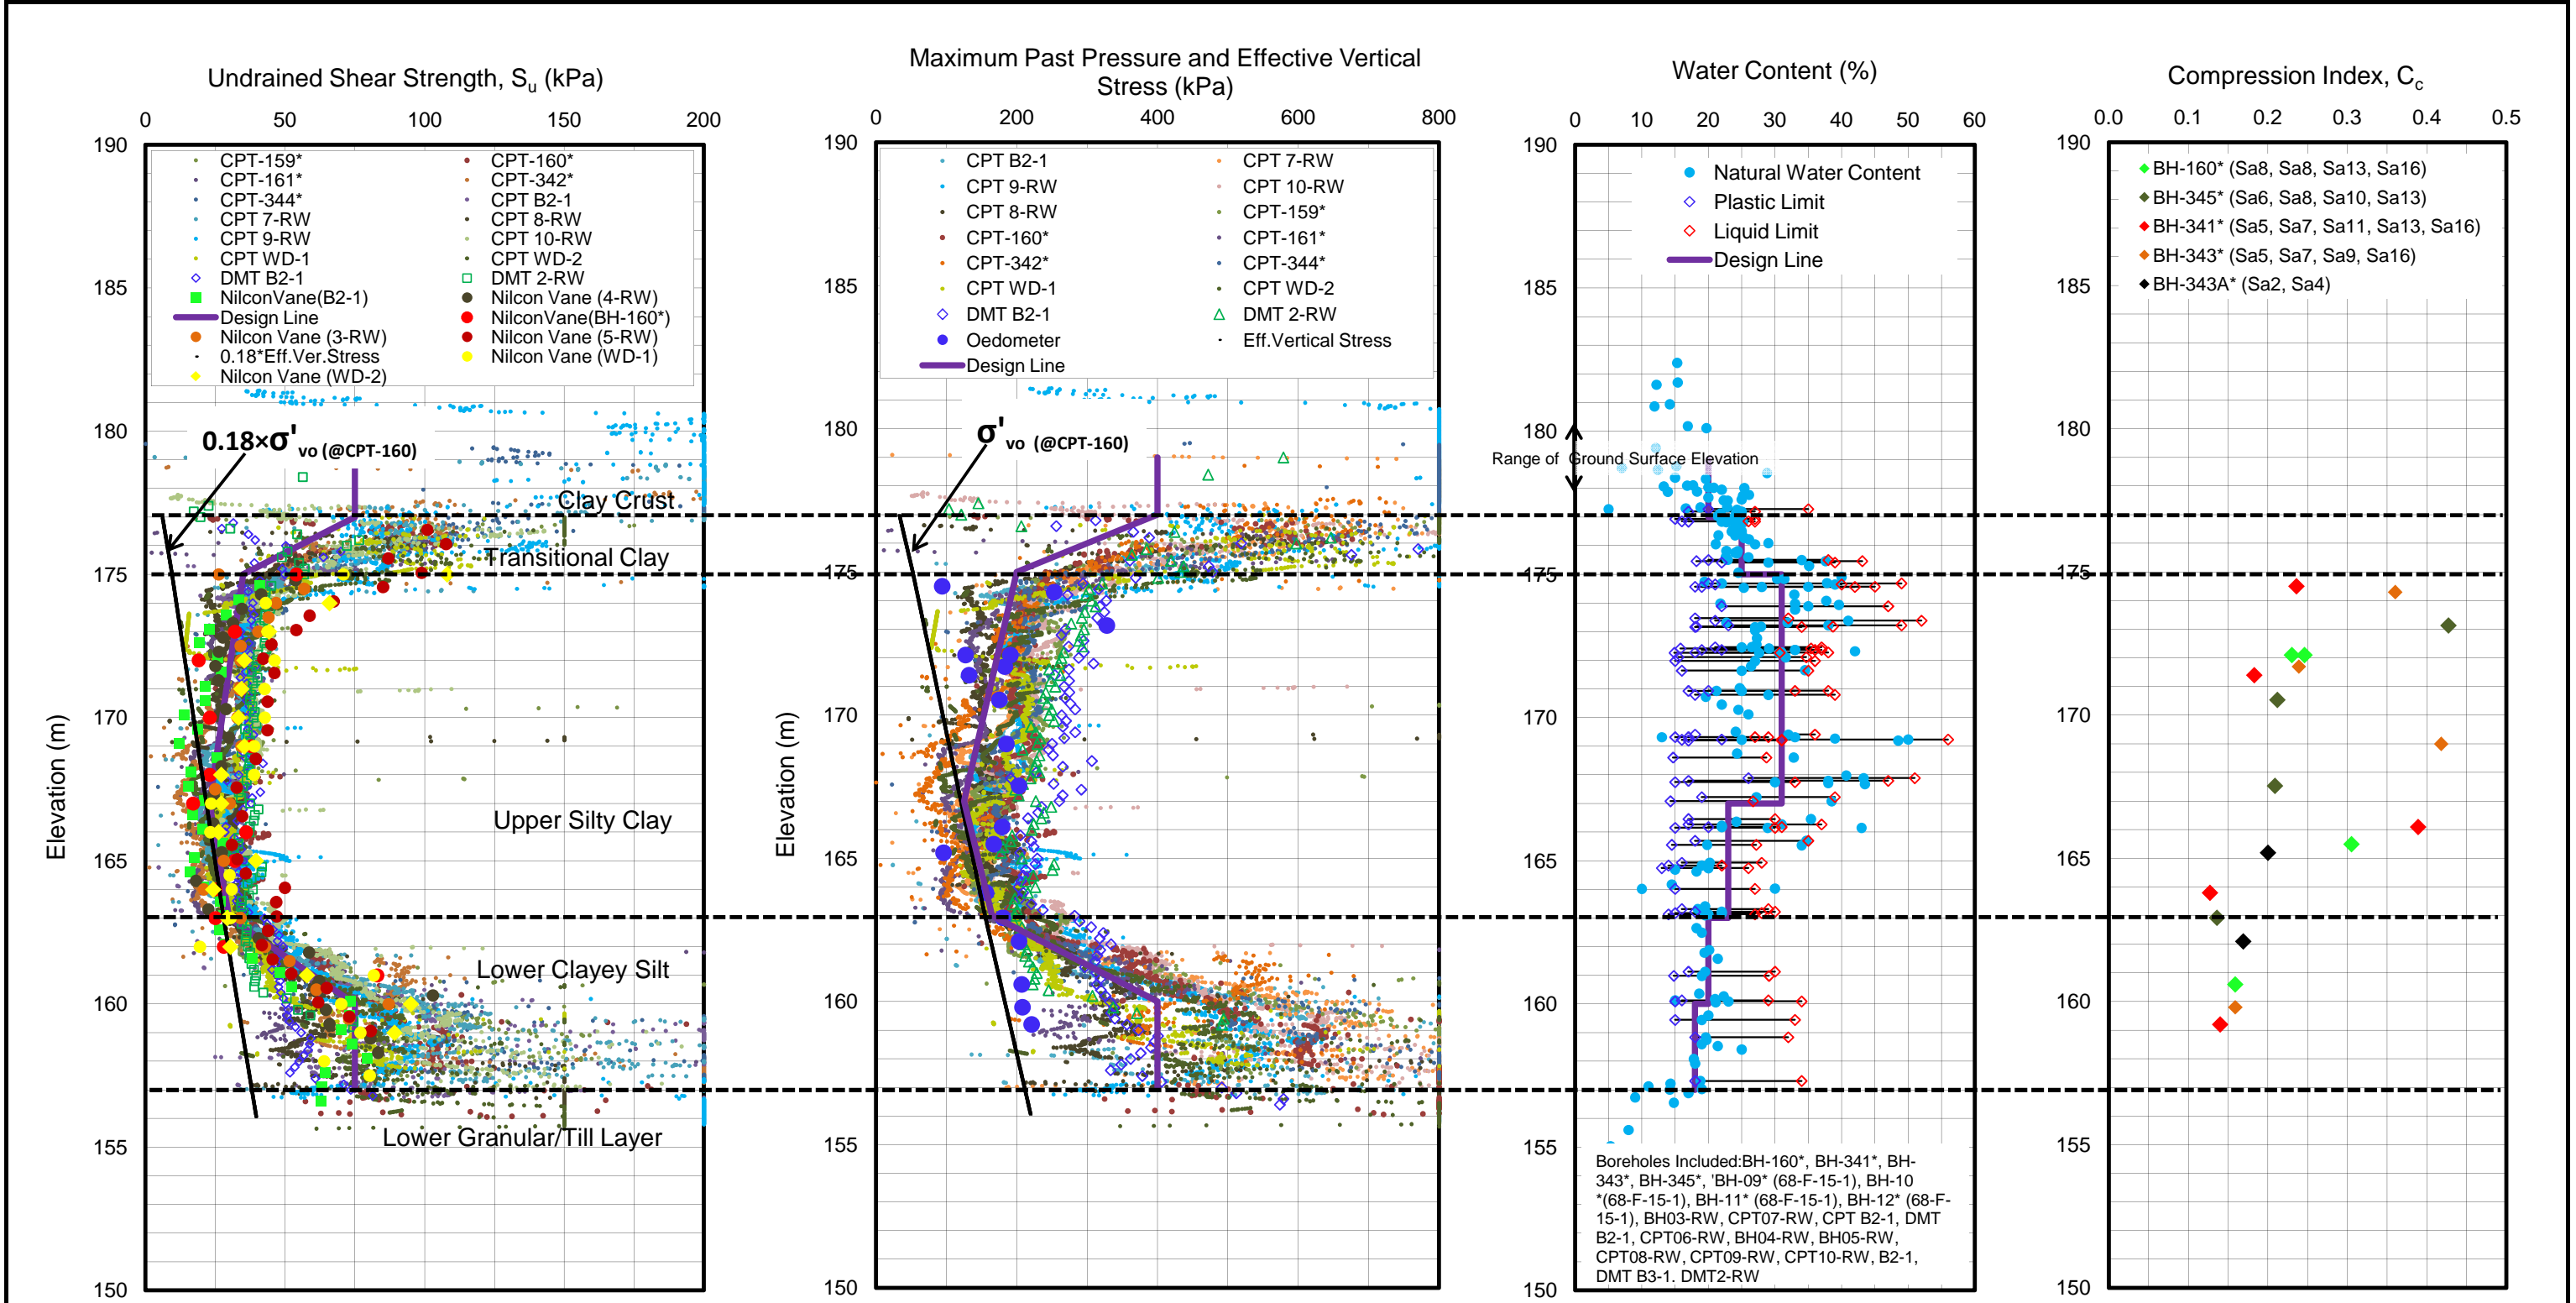 Undrained Shear Strength, Su (kPa)
0 50 100 150 200
190
185
180
175
170
165
160
155
150
Elevation (m)
CPT-159* CPT-160*
CPT-161* CPT-342*
CPT-344* CPT B2-1
CPT 7-RW CPT 8-RW
CPT 9-RW CPT 10-RW
CPT WD-1 CPT WD-2
DMT B2-1 DMT 2-RW
NilconVane(B2-1) Nilcon Vane (4-RW)
Design Line NilconVane(BH-160*)
Nilcon Vane (3-RW) Nilcon Vane (5-RW)
0.18*Eff.Ver.Stress Nilcon Vane (WD-1)
Nilcon Vane (WD-2)
0.18×σ'vo (@CPT-160)
Clay Crust
Transitional Clay
Upper Silty Clay
Lower Clayey Silt
Lower Granular/Till Layer
Maximum Past Pressure and Effective Vertical
Stress (kPa)
0 200 400 600 800
190
185
180
175
170
165
160
155
150
Elevation (m)
CPT B2-1 CPT 7-RW
CPT 9-RW CPT 10-RW
CPT 8-RW CPT-159*
CPT-160* CPT-161*
CPT-342* CPT-344*
CPT WD-1 CPT WD-2
DMT B2-1 DMT 2-RW
Oedometer Eff.Vertical Stress
Design Line
σ'vo (@CPT-160)
Water Content (%)
0 10 20 30 40 50 60
190
185
180
175
170
165
160
155
150
Natural Water Content
Plastic Limit
Liquid Limit
Design Line
Range of Ground Surface Elevation
Boreholes Included:BH-160*, BH-341*, BH-
343*, BH-345*, 'BH-09* (68-F-15-1), BH-10
*(68-F-15-1), BH-11* (68-F-15-1), BH-12* (68-F-
15-1), BH03-RW, CPT07-RW, CPT B2-1, DMT
B2-1, CPT06-RW, BH04-RW, BH05-RW,
CPT08-RW, CPT09-RW, CPT10-RW, B2-1,
DMT B3-1. DMT2-RW
Compression Index, Cc
0.0 0.1 0.2 0.3 0.4 0.5
190
185
180
175
170
165
160
155
150
BH-160* (Sa8, Sa8, Sa13, Sa16)
BH-345* (Sa6, Sa8, Sa10, Sa13)
BH-341* (Sa5, Sa7, Sa11, Sa13, Sa16)
BH-343* (Sa5, Sa7, Sa9, Sa16)
BH-343A* (Sa2, Sa4)